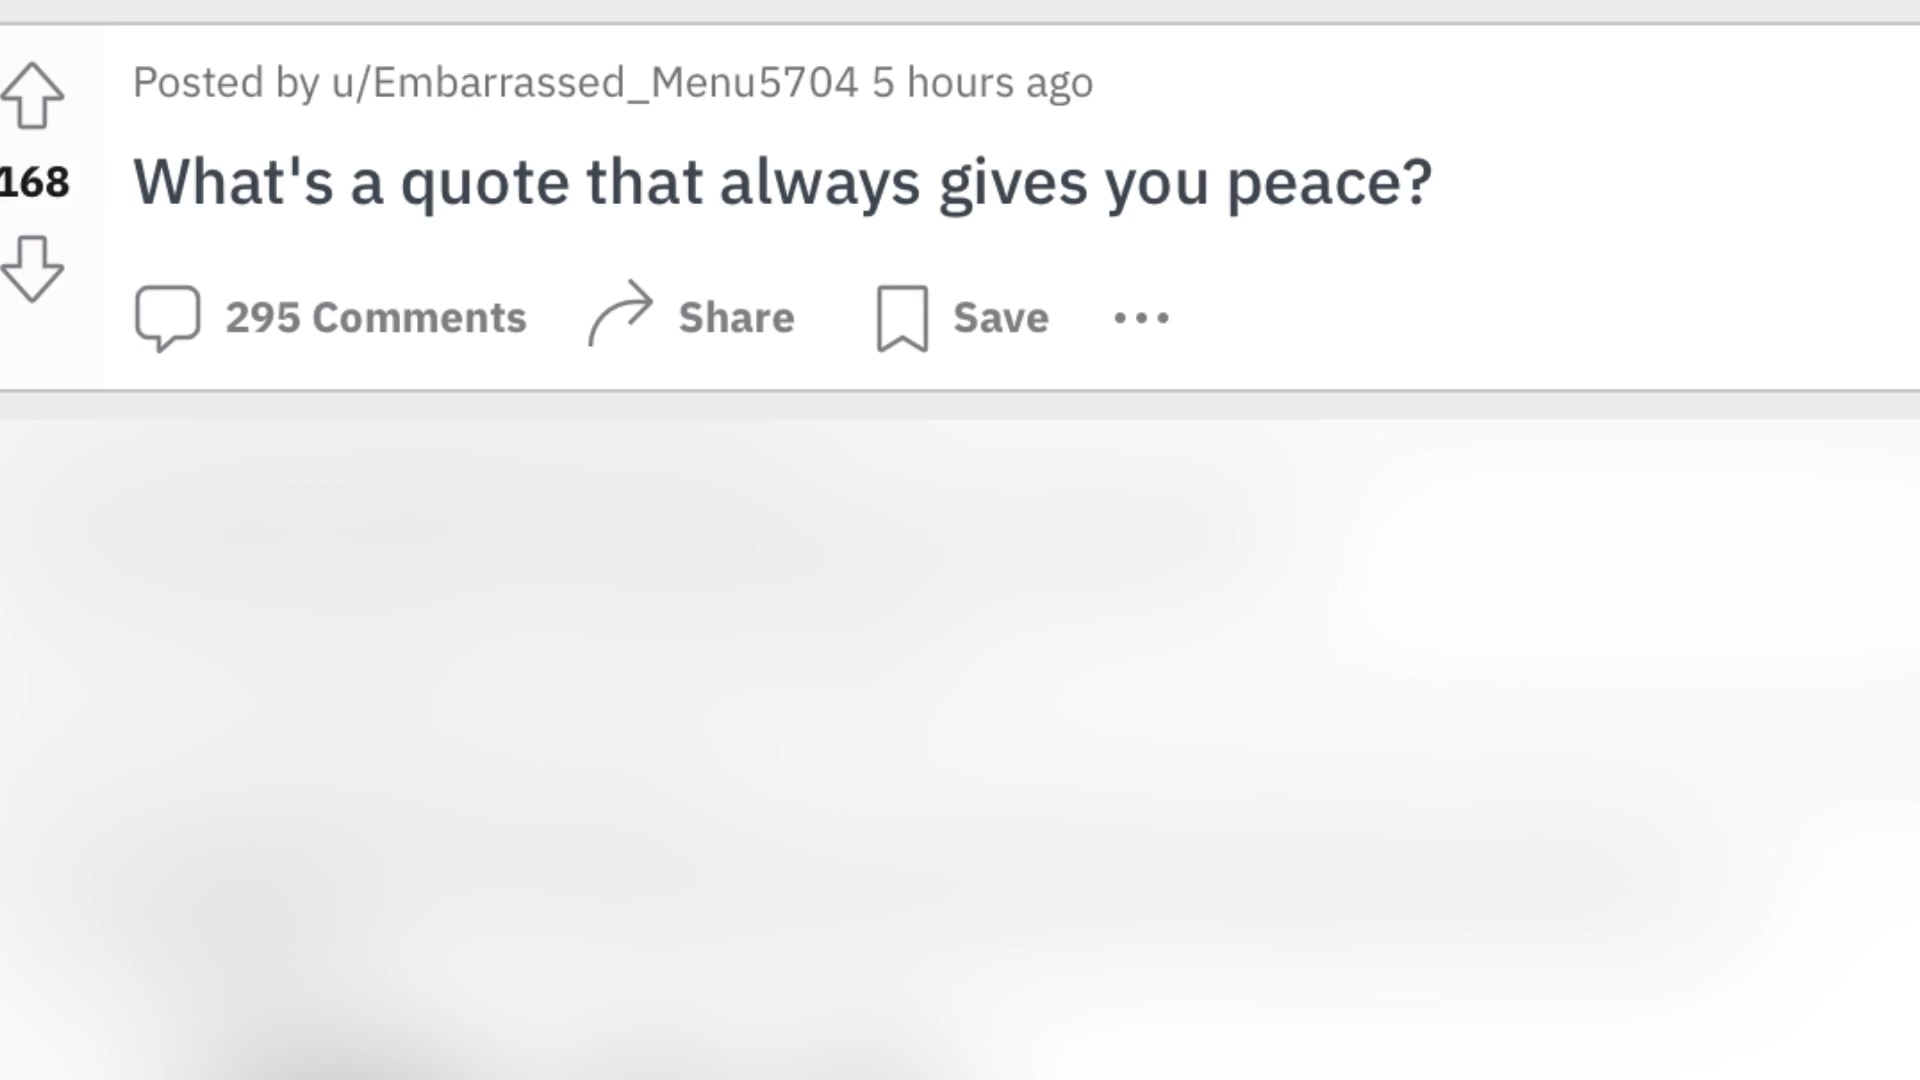 Posted by u/Embarrassed_Menu5704 5 hours ago
168
What's a quote that always gives you peace?
295 Comments Share Save